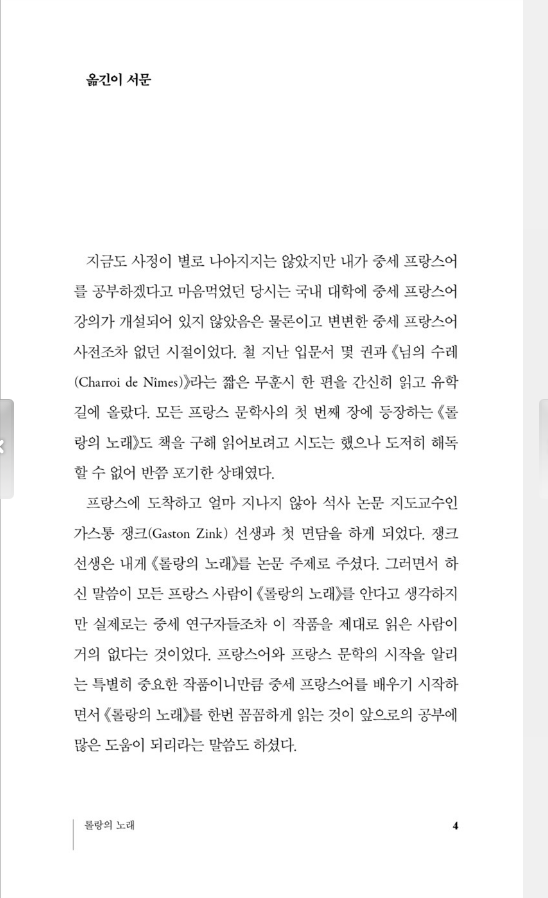 옮긴이 서문
지금도 사정이 별로 나아지지는 않았지만 내가 중세 프랑스어
를 공부하겠다고 마음먹었던 당시는 국내 대학에 중세 프랑스어
강의가 개설되어 있지 않았음은 물론이고 변변한 중세 프랑스어
사전조차 없던 시절이었다. 철 지난 입문서 몇 권과 《님의 수레
(Charroi de Nîmes)》라는 짧은 무훈시 한 편을 간신히 읽고 유학
길에 올랐다. 모든 프랑스 문학사의 첫 번째 장에 등장하는 《롤
랑의 노래》도 책을 구해 읽어보려고 시도는 했으나 도저히 해독
할 수 없어 반쯤 포기한 상태였다.
프랑스에 도착하고 얼마 지나지 않아 석사 논문 지도교수인
가스통 쟁크(Gaston Zink) 선생과 첫 면담을 하게 되었다. 쟁크
선생은 내게 《롤랑의 노래》를 논문 주제로 주셨다. 그러면서 하
신 말씀이 모든 프랑스 사람이 《롤랑의 노래》를 안다고 생각하지
만 실제로는 중세 연구자들조차 이 작품을 제대로 읽은 사람이
거의 없다는 것이었다. 프랑스어와 프랑스 문학의 시작을 알리
는 특별히 중요한 작품이니만큼 중세 프랑스어를 배우기 시작하
면서 《롤랑의 노래》를 한번 꼼꼼하게 읽는 것이 앞으로의 공부에
많은 도움이 되리라는 말씀도 하셨다.
롤랑의 노래
4